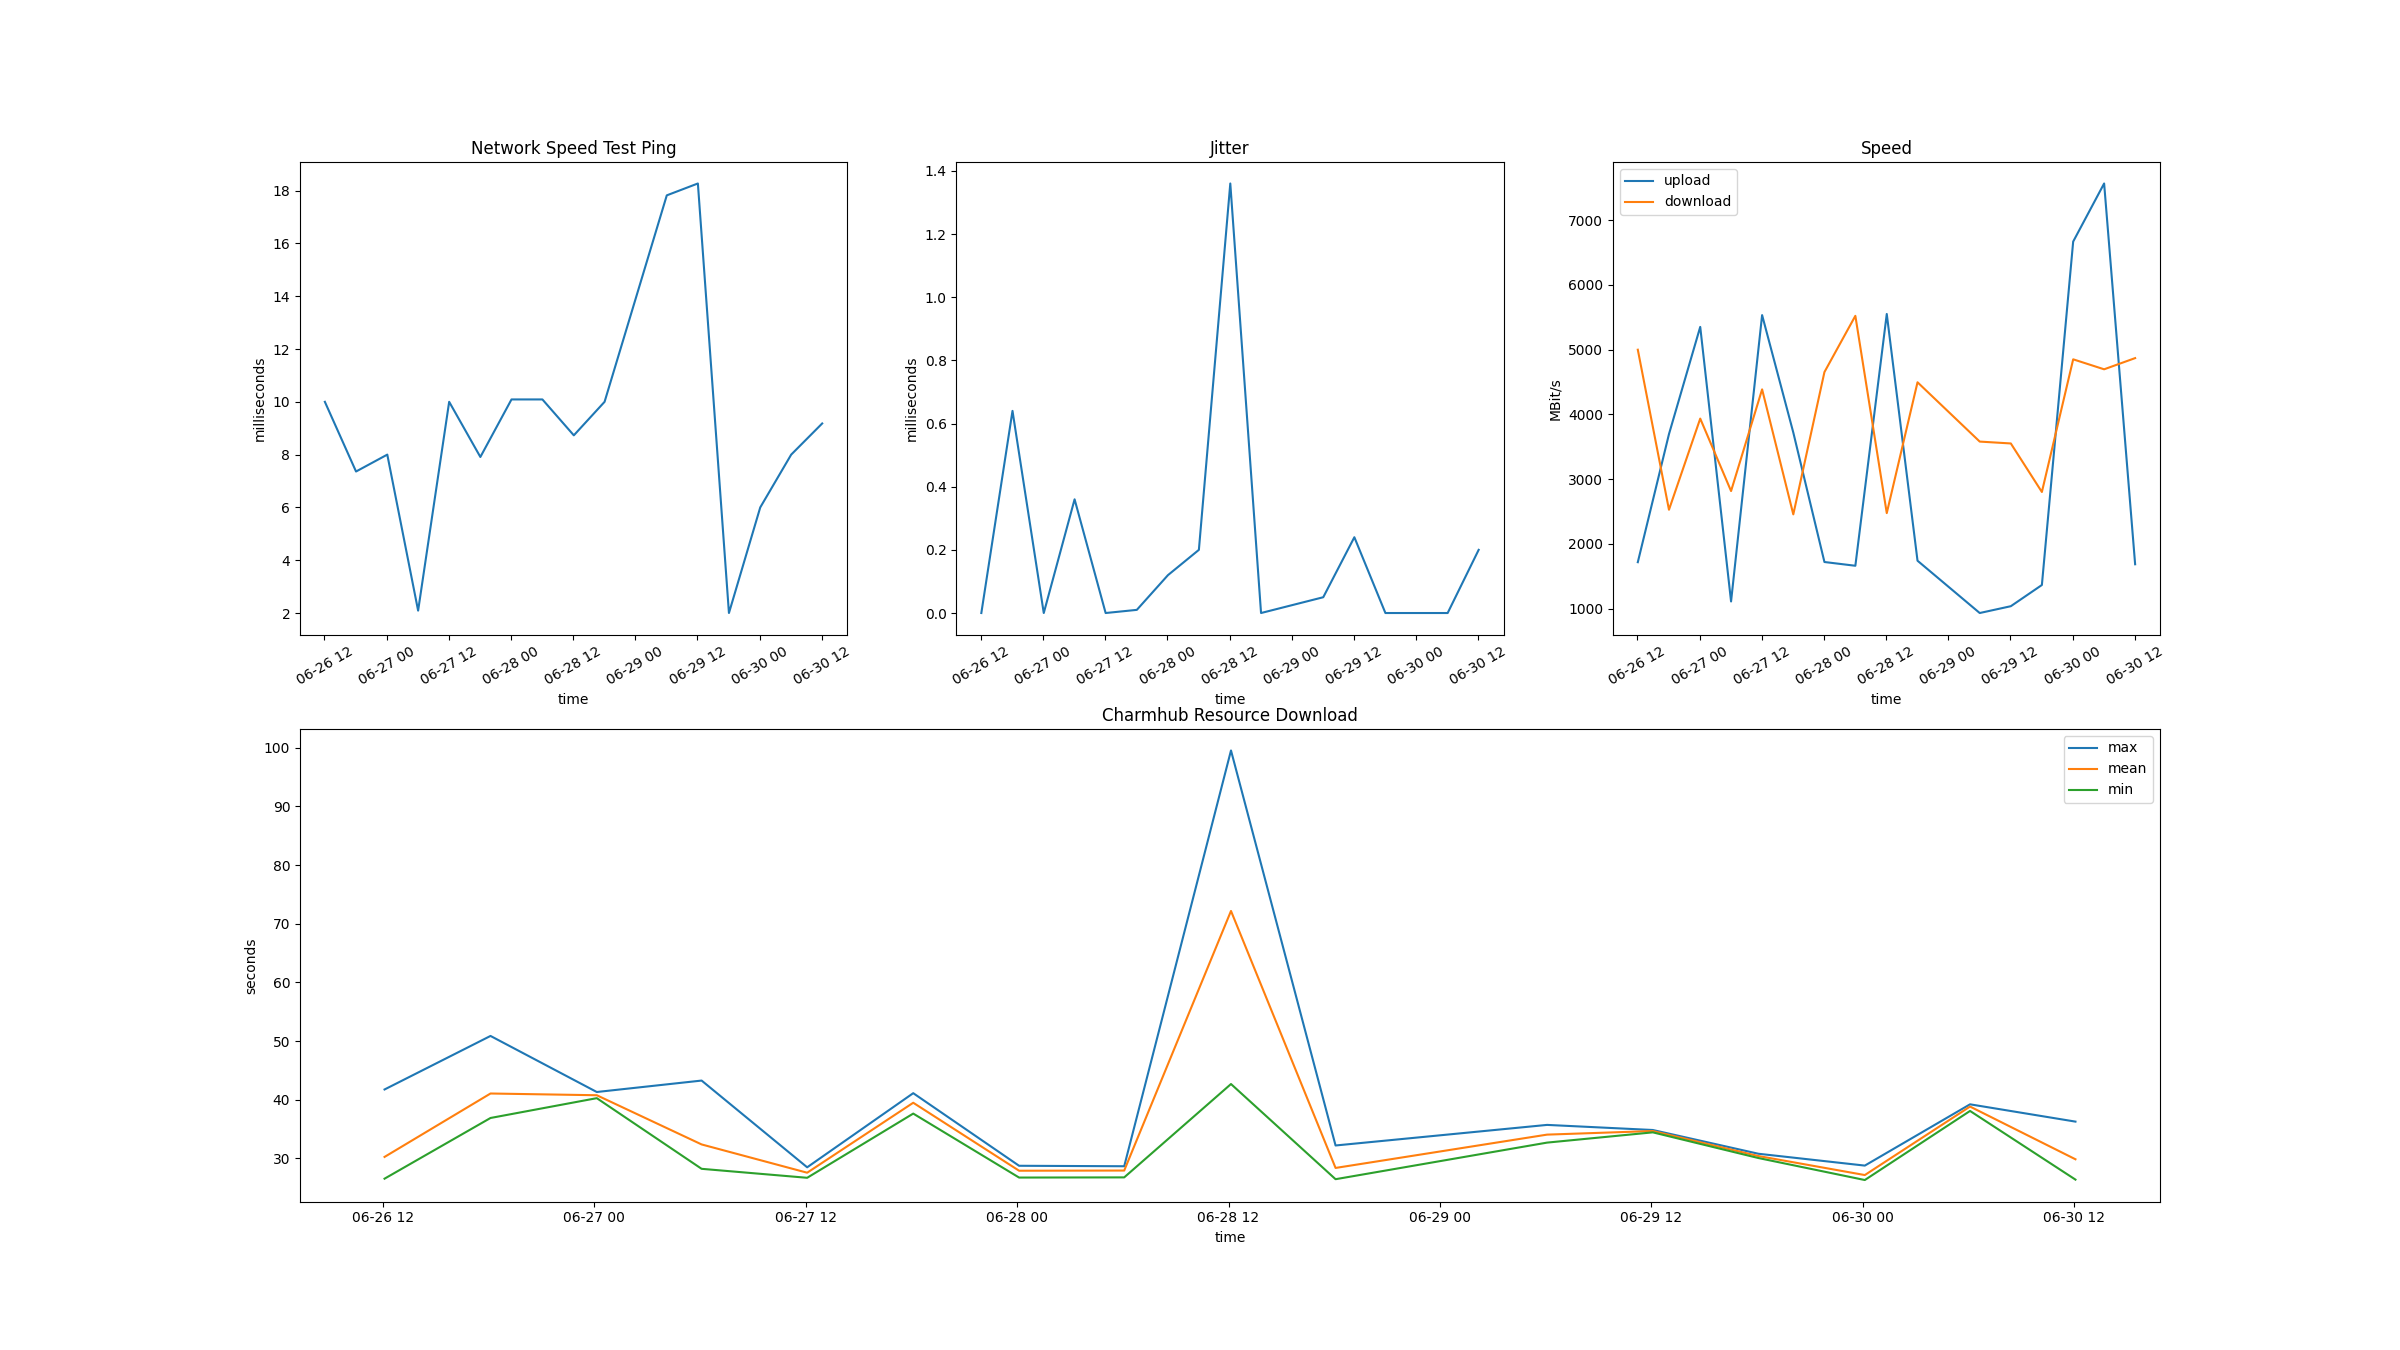 Network Speed Test Ping
milliseconds
18
16
14
12
10
8
6
4
2
06-26 12 06-27 00 06-27 12 06-28 00 06-28 12 06-29 00 06-29 12 06-30 00 06-30 12
time
Jitter
milliseconds
1.4
1.2
1.0
0.8
0.6
0.4
0.2
0.0
06-26 12 06-27 00 06-27 12 06-28 00 06-28 12 06-29 00 06-29 12 06-30 00 06-30 12
time
Speed
upload
download
MBit/s
7000
6000
5000
4000
3000
2000
1000
06-26 12 06-27 00 06-27 12 06-28 00 06-28 12 06-29 00 06-29 12 06-30 00 06-30 12
time
Charmhub Resource Download
max
mean
min
seconds
100
90
80
70
60
50
40
30
06-26 12 06-27 00 06-27 12 06-28 00 06-28 12 06-29 00 06-29 12 06-30 00 06-30 12
time